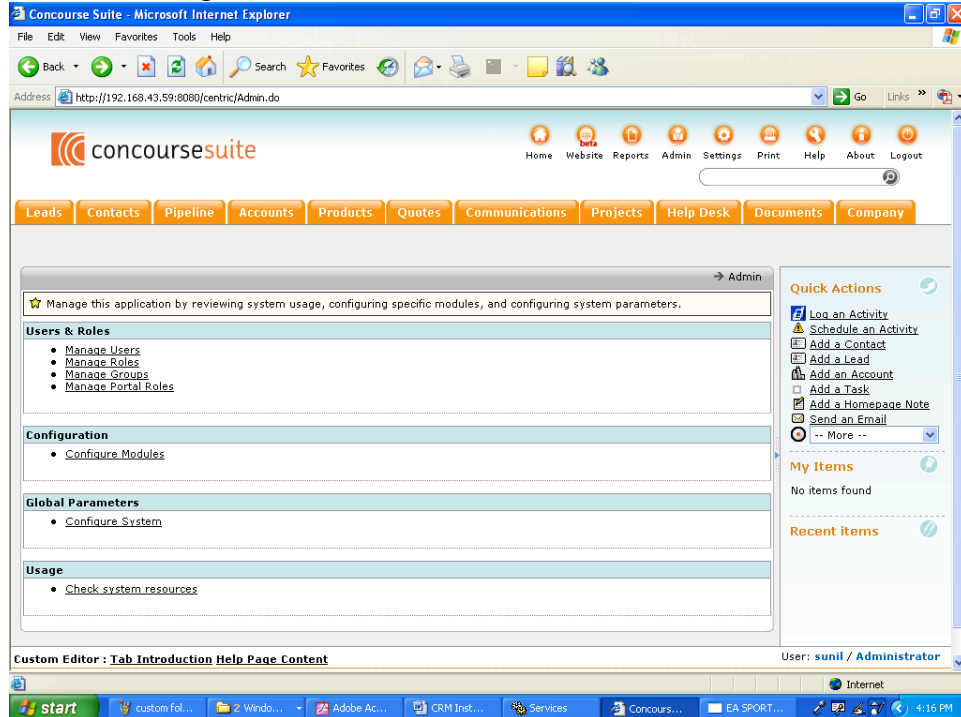 Concourse Suite - Microsoft Internet Explorer
File Edit View Favorites Tools Help
Back Search Favorites
Address http://192.168.43.59:8080/centric/Admin.do Go Links »
concoursesuite
beta
Home Website Reports Admin Settings Print Help About Logout
Leads Contacts Pipeline Accounts Products Quotes Communications Projects Help Desk Documents Company
→ Admin
Manage this application by reviewing system usage, configuring specific modules, and configuring system parameters.
Users & Roles
Manage Users
Manage Roles
Manage Groups
Manage Portal Roles
Configuration
Configure Modules
Global Parameters
Configure System
Usage
Check system resources
Quick Actions
Log an Activity
Schedule an Activity
Add a Contact
Add a Lead
Add an Account
Add a Task
Add a Homepage Note
Send an Email
-- More --
My Items
No items found
Recent items
Custom Editor : Tab Introduction Help Page Content
User: sunil / Administrator
Internet
start custom fol... 2 Windo... Adobe Ac... CRM Inst... Services Concours... EA SPORT... 4:16 PM